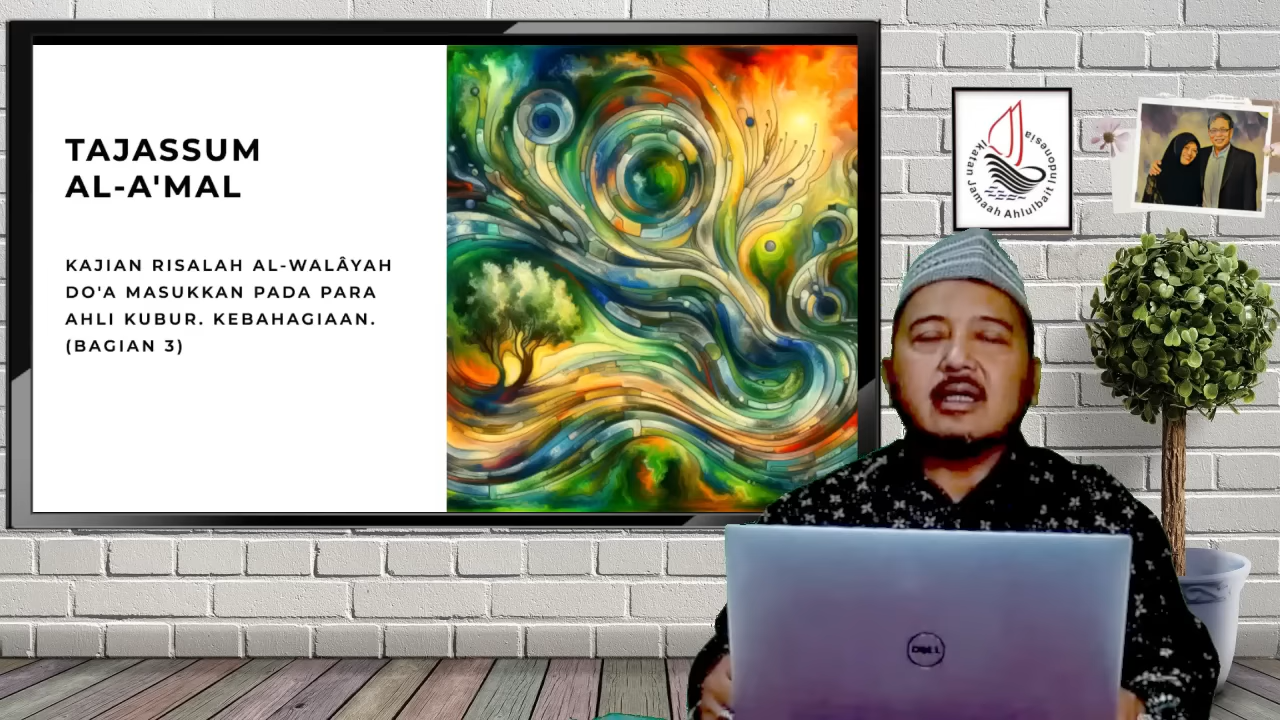 TAJASSUM
AL-A'MAL
KAJIAN RISALAH AL-WALÂYAH
DO'A MASUKKAN PADA PARA
AHLI KUBUR. KEBAHAGIAAN.
(BAGIAN 3)
Ikatan Jamaah Ahlulbait Indonesia
DELL